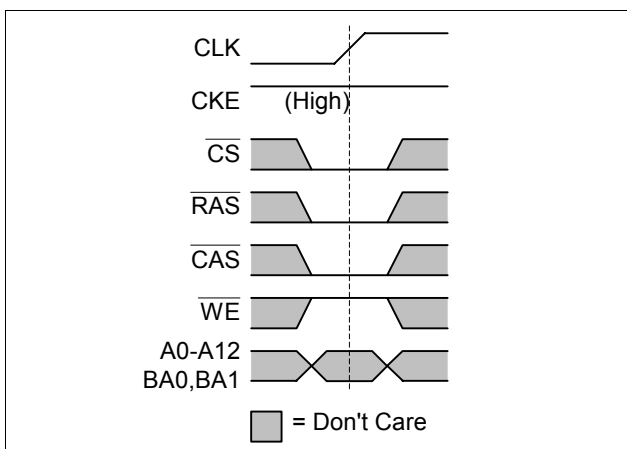 CLK
CKE (High)
CS
RAS
CAS
WE
A0-A12
BA0,BA1
= Don't Care